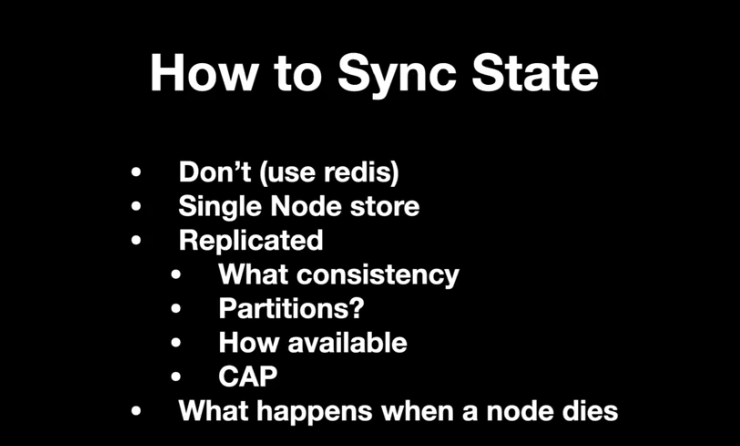 How to Sync State
• Don’t (use redis)
• Single Node store
• Replicated
• What consistency
• Partitions?
• How available
• CAP
• What happens when a node dies